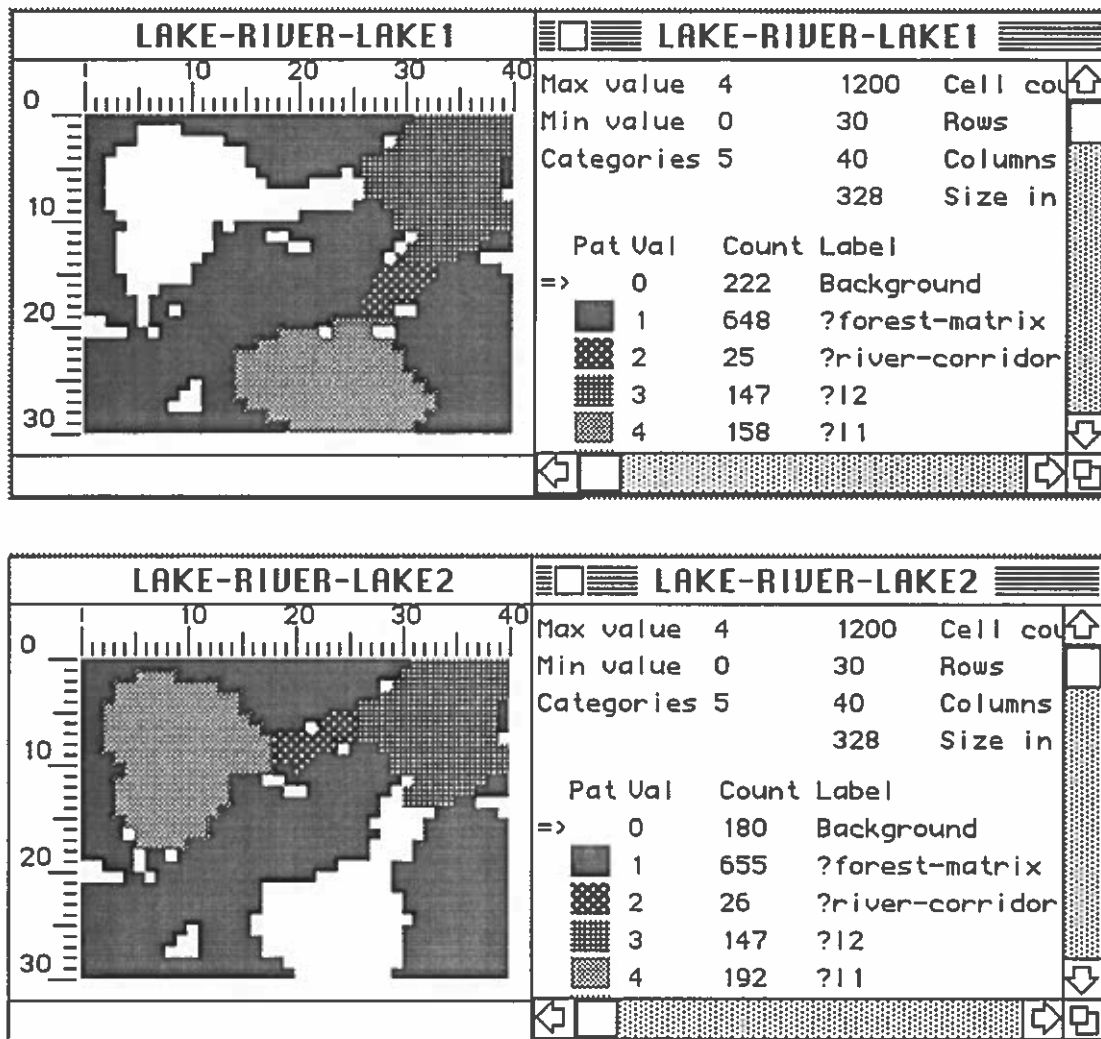 LAKE-RIVER-LAKE1
0 10 20 30 40
0
10
20
30
LAKE-RIVER-LAKE1
Max value 4 1200 Cell cou
Min value 0 30 Rows
Categories 5 40 Columns
328 Size in
Pat Val Count Label
=> 0 222 Background
1 648 ?forest-matrix
2 25 ?river-corridor
3 147 ?l2
4 158 ?l1
LAKE-RIVER-LAKE2
10 20 30 40
0
10
20
30
LAKE-RIVER-LAKE2
Max value 4 1200 Cell cou
Min value 0 30 Rows
Categories 5 40 Columns
328 Size in
Pat Val Count Label
=> 0 180 Background
1 655 ?forest-matrix
2 26 ?river-corridor
3 147 ?l2
4 192 ?l1